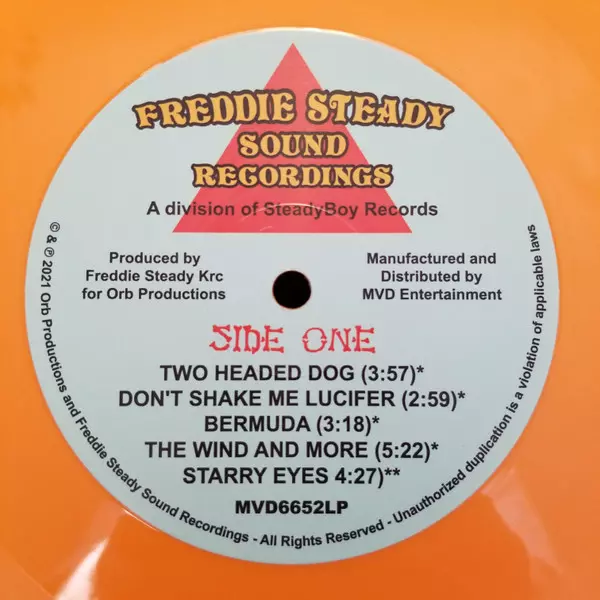 FREDDIE STEADY
SOUND
RECORDINGS
A division of SteadyBoy Records
Produced by
Freddie Steady Krc
for Orb Productions
Manufactured and
Distributed by
MVD Entertainment
SIDE ONE
TWO HEADED DOG (3:57)*
DON'T SHAKE ME LUCIFER (2:59)*
BERMUDA (3:18)*
THE WIND AND MORE (5:22)*
STARRY EYES 4:27)**
MVD6652LP
© & ℗ 2021 Orb Productions and Freddie Steady Sound Recordings - All Rights Reserved - Unauthorized duplication is a violation of applicable laws